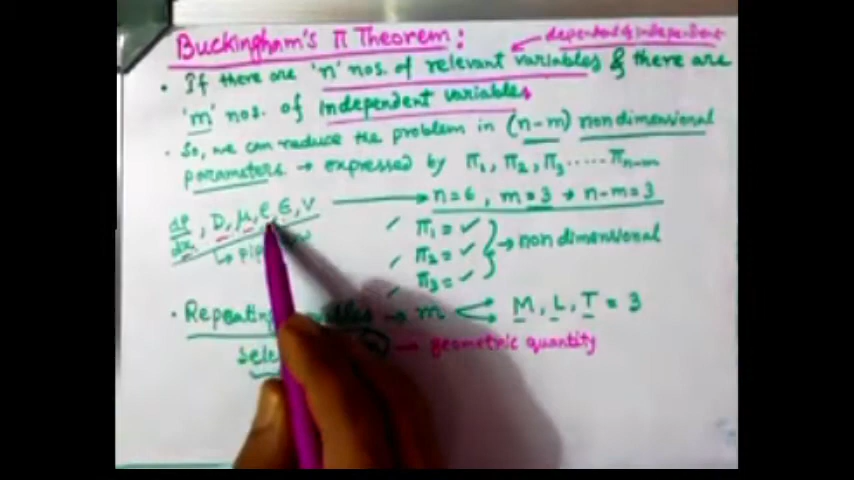 Buckingham's π Theorem:
dependent & independent
• If there are 'n' nos. of relevant variables & there are
'm' nos. of independent variables
• So, we can reduce the problem in (n-m) nondimensional
parameters → expressed by π₁, π₂, π₃ ..... πn-m
dP/dx, D, μ, ρ, ε, V → n=6, m=3 → n-m=3
π₁ = ✓
π₂ = ✓ → non dimensional
π₃ = ✓
• Repeating → m M, L, T = 3
→ geometric quantity